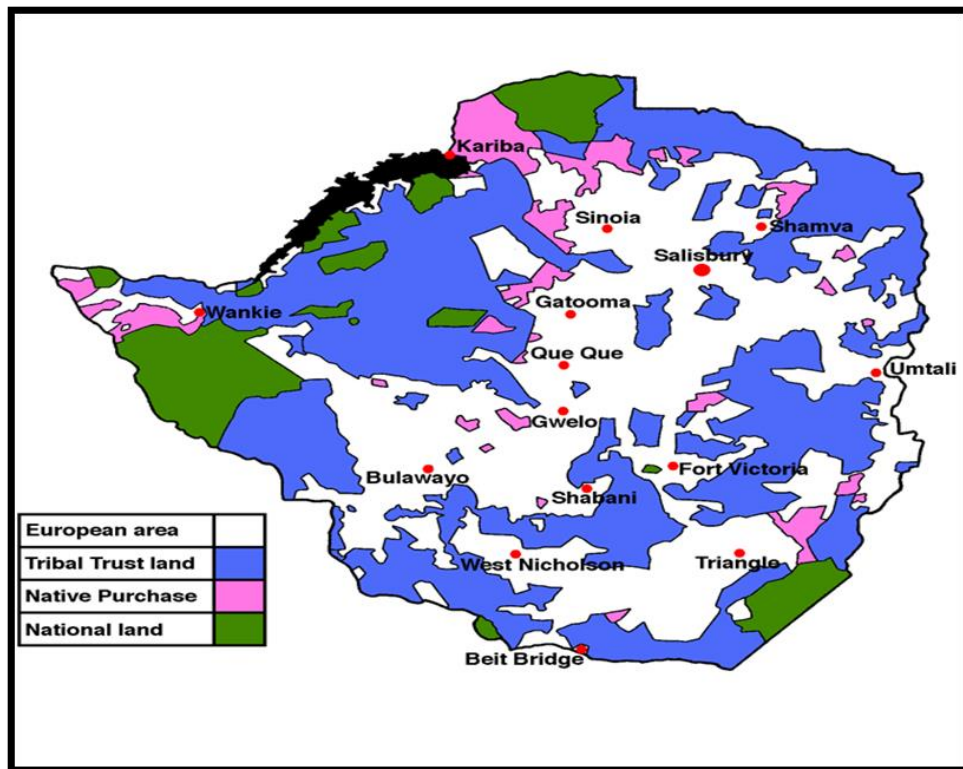 Kariba
Sinoia
Shamva
Salisbury
Wankie
Gatooma
Que Que
Umtali
Gwelo
Bulawayo
Fort Victoria
Shabani
West Nicholson
Triangle
Beit Bridge
European area
Tribal Trust land
Native Purchase
National land